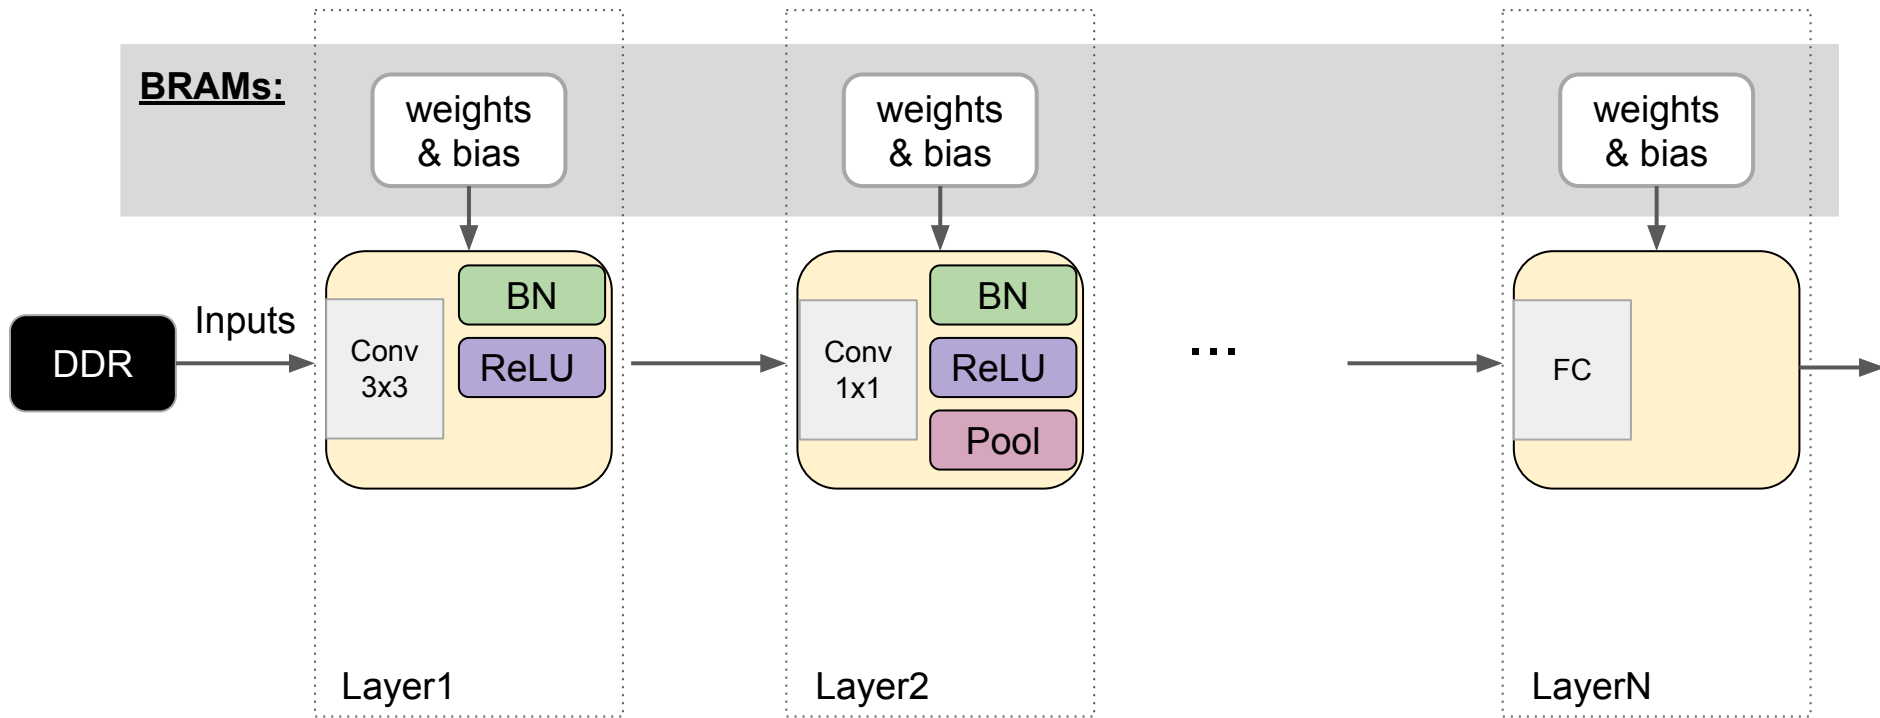 BRAMs:
weights
& bias
weights
& bias
weights
& bias
DDR
Inputs
Conv
3x3
BN
ReLU
Conv
1x1
BN
ReLU
Pool
...
FC
Layer1
Layer2
LayerN